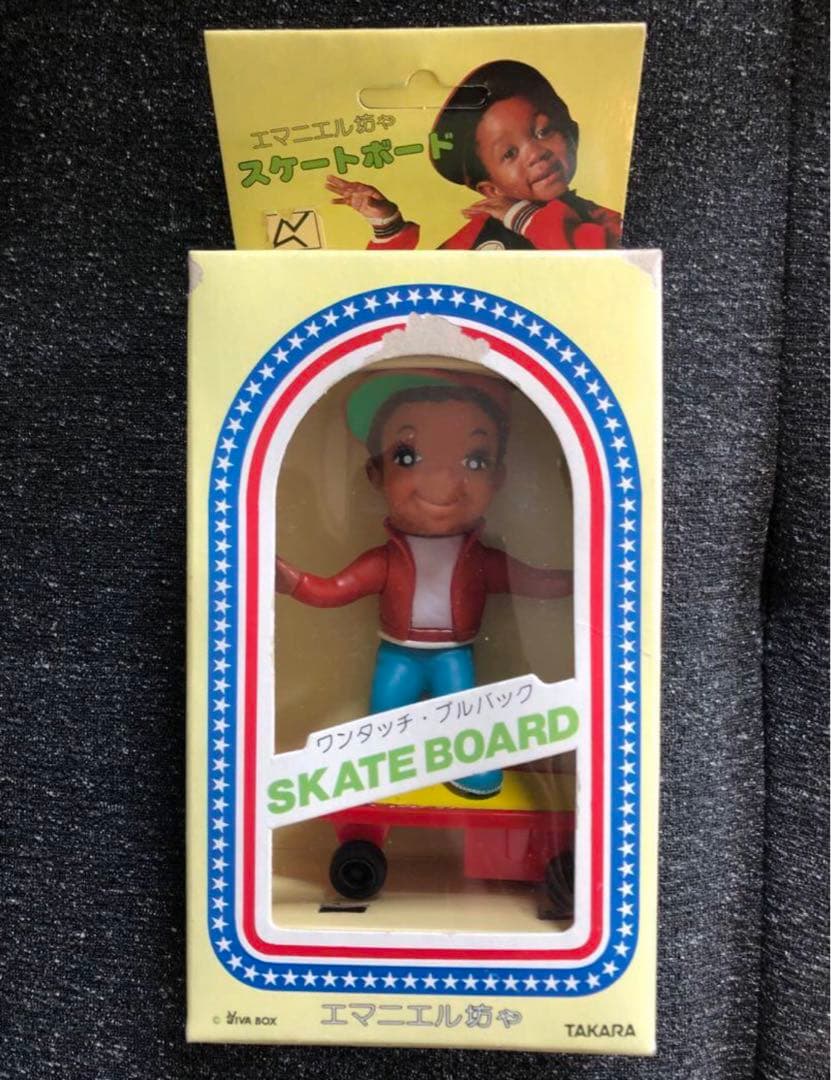 エマニエル坊や
スケートボード
ワンタッチ・プルバック
SKATE BOARD
© VIVA BOX
エマニエル坊や
TAKARA